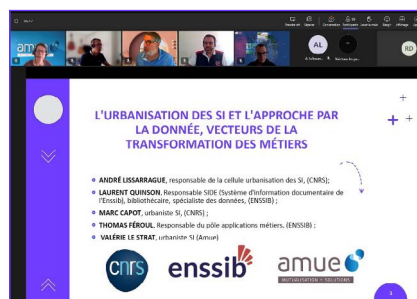 AL
RD
L'URBANISATION DES SI ET L'APPROCHE PAR
LA DONNÉE, VECTEURS DE LA
TRANSFORMATION DES MÉTIERS
ANDRÉ LISSARRAGUE, responsable de la cellule urbanisation des SI, (CNRS);
LAURENT QUINSON, Responsable SIDE (Système d'information documentaire de
l'Enssib), bibliothécaire, spécialiste des données, (ENSSIB) ;
MARC CAPOT, urbaniste SI, (CNRS) ;
THOMAS FÉROUL, Responsable du pôle applications métiers. (ENSSIB) ;
VALÉRIE LE STRAT, urbaniste SI (Amue)
cnrs
enssib
amue
MUTUALISATION + SOLUTIONS